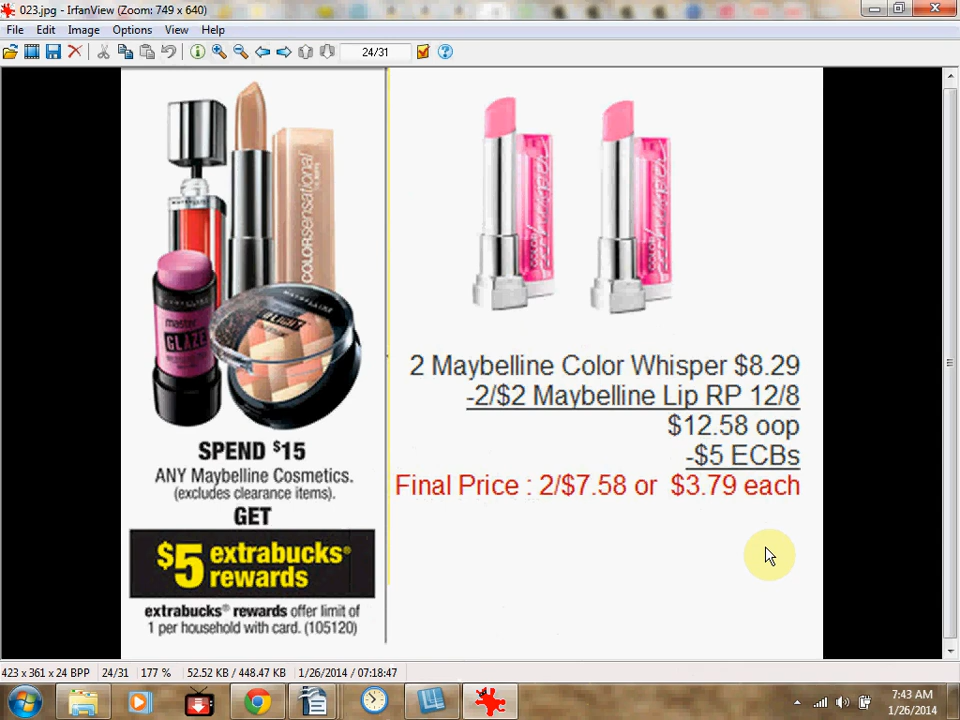 023.jpg - IrfanView (Zoom: 749 x 640)
File Edit Image Options View Help
24/31
COLORsensational
MAYBELLINE
master
GLAZE
SPEND $15
ANY Maybelline Cosmetics.
(excludes clearance items).
GET
$5 extrabucks®
rewards
extrabucks® rewards offer limit of
1 per household with card. (105120)
2 Maybelline Color Whisper $8.29
-2/$2 Maybelline Lip RP 12/8
$12.58 oop
-$5 ECBs
Final Price : 2/$7.58 or $3.79 each
423 x 361 x 24 BPP 24/31 177 % 52.52 KB / 448.47 KB 1/26/2014 / 07:18:47
7:43 AM
1/26/2014